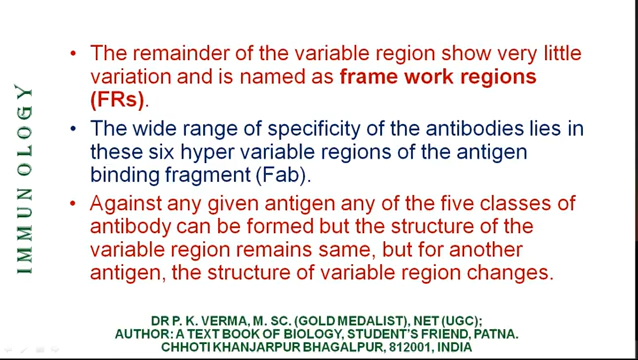 IMMUNOLOGY
• The remainder of the variable region show very little
variation and is named as frame work regions
(FRs).
• The wide range of specificity of the antibodies lies in
these six hyper variable regions of the antigen
binding fragment (Fab).
• Against any given antigen any of the five classes of
antibody can be formed but the structure of the
variable region remains same, but for another
antigen, the structure of variable region changes.
DR P. K. VERMA, M. SC. (GOLD MEDALIST), NET (UGC);
AUTHOR: A TEXT BOOK OF BIOLOGY, STUDENT'S FRIEND, PATNA.
CHHOTI KHANJARPUR BHAGALPUR, 812001, INDIA